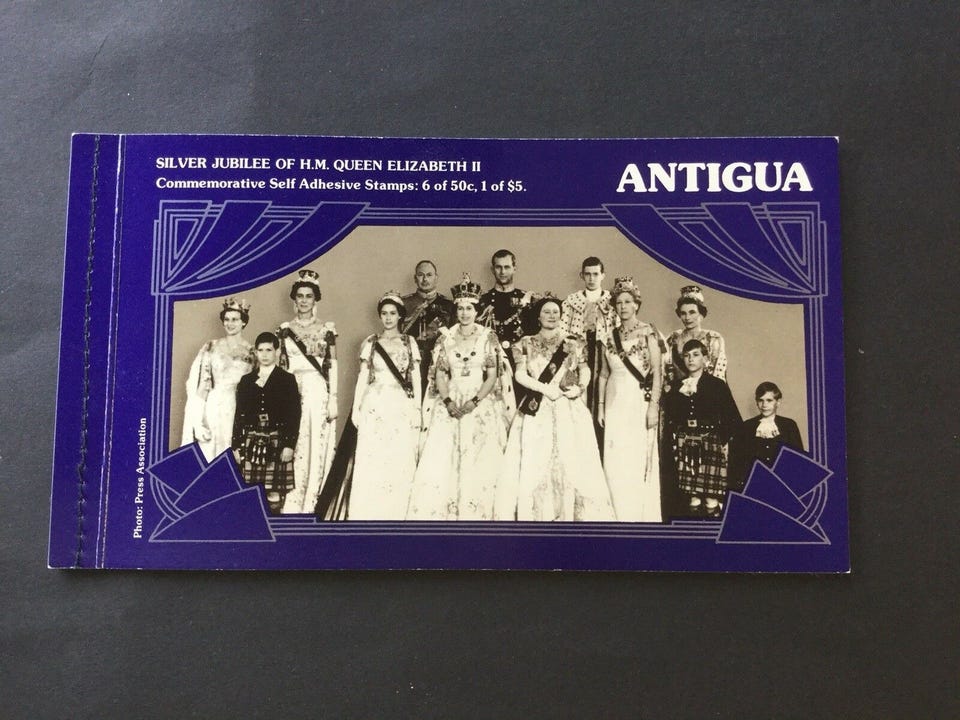 SILVER JUBILEE OF H.M. QUEEN ELIZABETH II
Commemorative Self Adhesive Stamps: 6 of 50c, 1 of $5.
ANTIGUA
Photo: Press Association